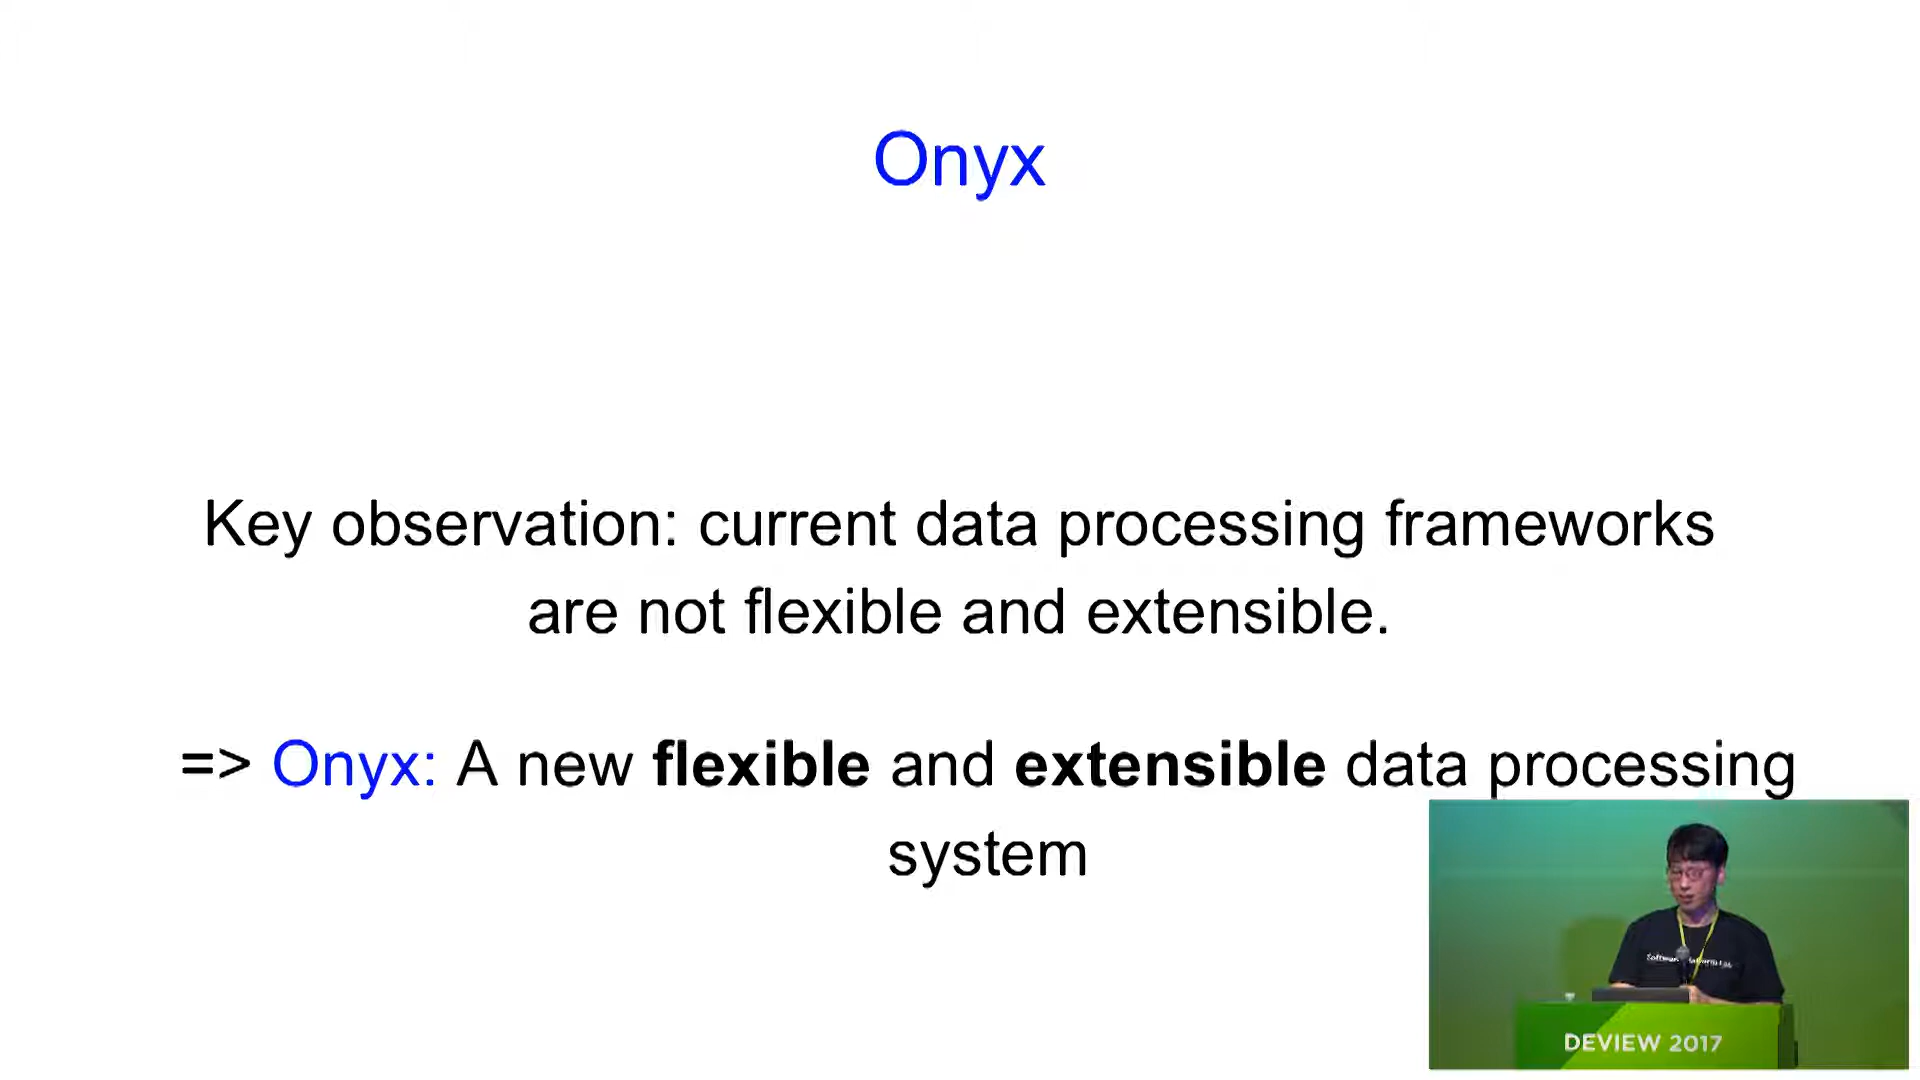 Onyx
Key observation: current data processing frameworks
are not flexible and extensible.
=> Onyx: A new flexible and extensible data processing
system
DEVIEW 2017